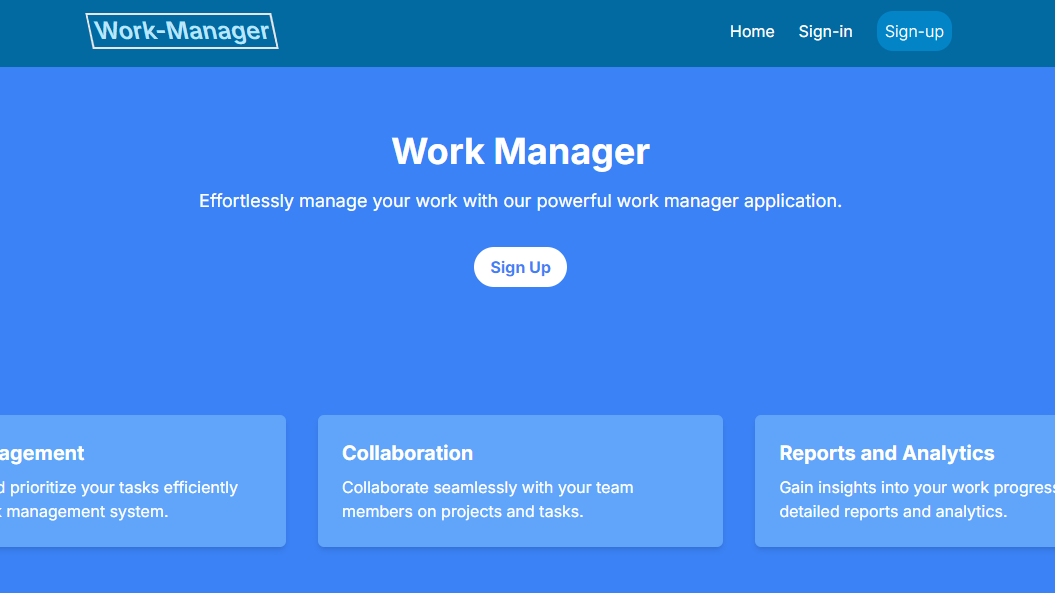 Work-Manager
Home
Sign-in
Sign-up
Work Manager
Effortlessly manage your work with our powerful work manager application.
Sign Up
agement
prioritize your tasks efficiently
management system.
Collaboration
Collaborate seamlessly with your team
members on projects and tasks.
Reports and Analytics
Gain insights into your work progress
detailed reports and analytics.